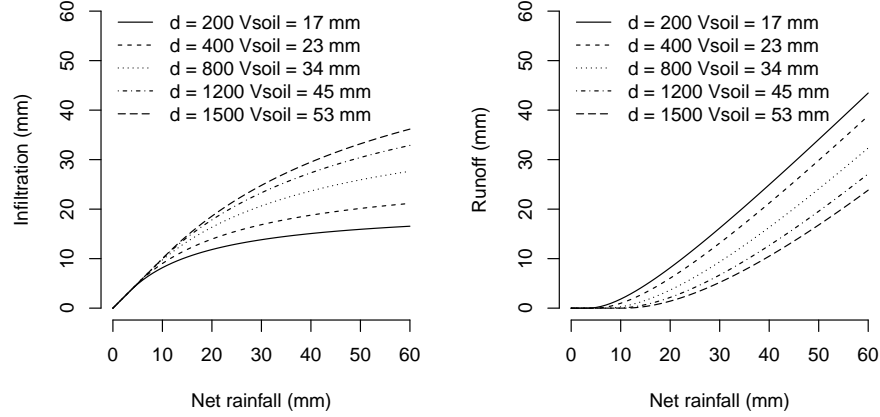 60
50
40
30
20
10
0
Infiltration (mm)
d = 200 Vsoil = 17 mm
d = 400 Vsoil = 23 mm
d = 800 Vsoil = 34 mm
d = 1200 Vsoil = 45 mm
d = 1500 Vsoil = 53 mm
0 10 20 30 40 50 60
Net rainfall (mm)
60
50
40
30
20
10
0
Runoff (mm)
d = 200 Vsoil = 17 mm
d = 400 Vsoil = 23 mm
d = 800 Vsoil = 34 mm
d = 1200 Vsoil = 45 mm
d = 1500 Vsoil = 53 mm
0 10 20 30 40 50 60
Net rainfall (mm)